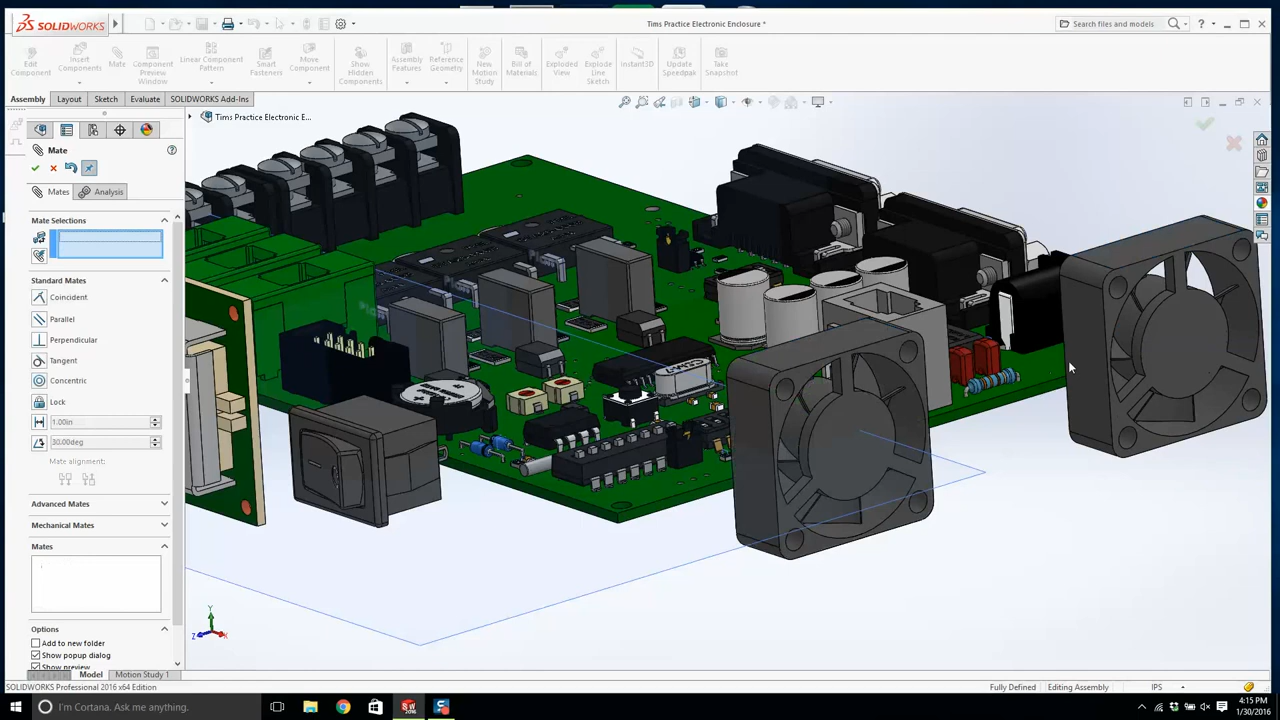 SOLIDWORKS
Tims Practice Electronic Enclosure *
Search files and models
?
Edit Component
Insert Components
Mate
Component Preview Window
Linear Component Pattern
Smart Fasteners
Move Component
Show Hidden Components
Assembly Features
Reference Geometry
New Motion Study
Bill of Materials
Exploded View
Explode Line Sketch
Instant3D
Update Speedpak
Take Snapshot
Assembly
Layout
Sketch
Evaluate
SOLIDWORKS Add-Ins
Tims Practice Electronic E...
Mate
?
Mates
Analysis
Mate Selections
Standard Mates
Coincident
Parallel
Perpendicular
Tangent
Concentric
Lock
1.00in
30.00deg
Mate alignment:
Advanced Mates
Mechanical Mates
Mates
Options
Add to new folder
Show popup dialog
Show preview
Y
Z
X
Model
Motion Study 1
SOLIDWORKS Professional 2016 x64 Edition
Fully Defined
Editing Assembly
IPS
I'm Cortana. Ask me anything.
4:15 PM
1/30/2016